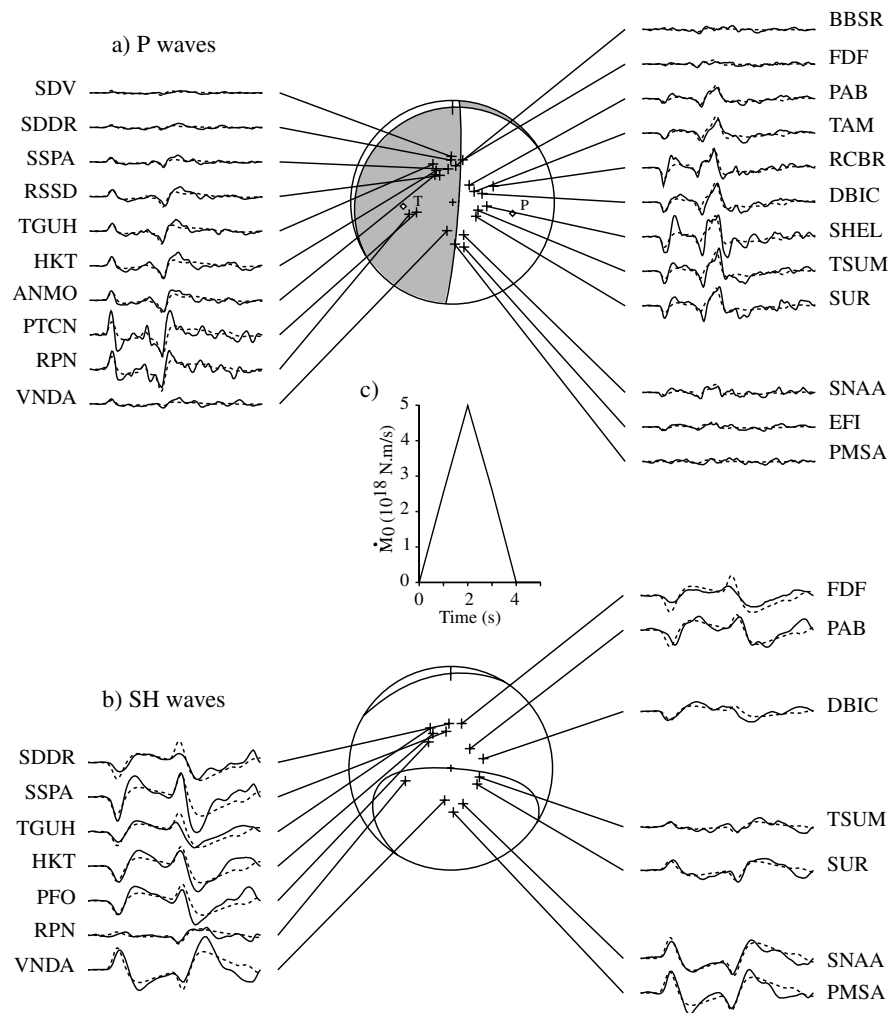 a) P waves
SDV
SDDR
SSPA
RSSD
TGUH
HKT
ANMO
PTCN
RPN
VNDA
T
P
BBSR
FDF
PAB
TAM
RCBR
DBIC
SHEL
TSUM
SUR
SNAA
EFI
PMSA
c)
Ṁ0 (10^18 N.m/s)
5
4
3
2
1
0
0 2 4
Time (s)
b) SH waves
SDDR
SSPA
TGUH
HKT
PFO
RPN
VNDA
FDF
PAB
DBIC
TSUM
SUR
SNAA
PMSA